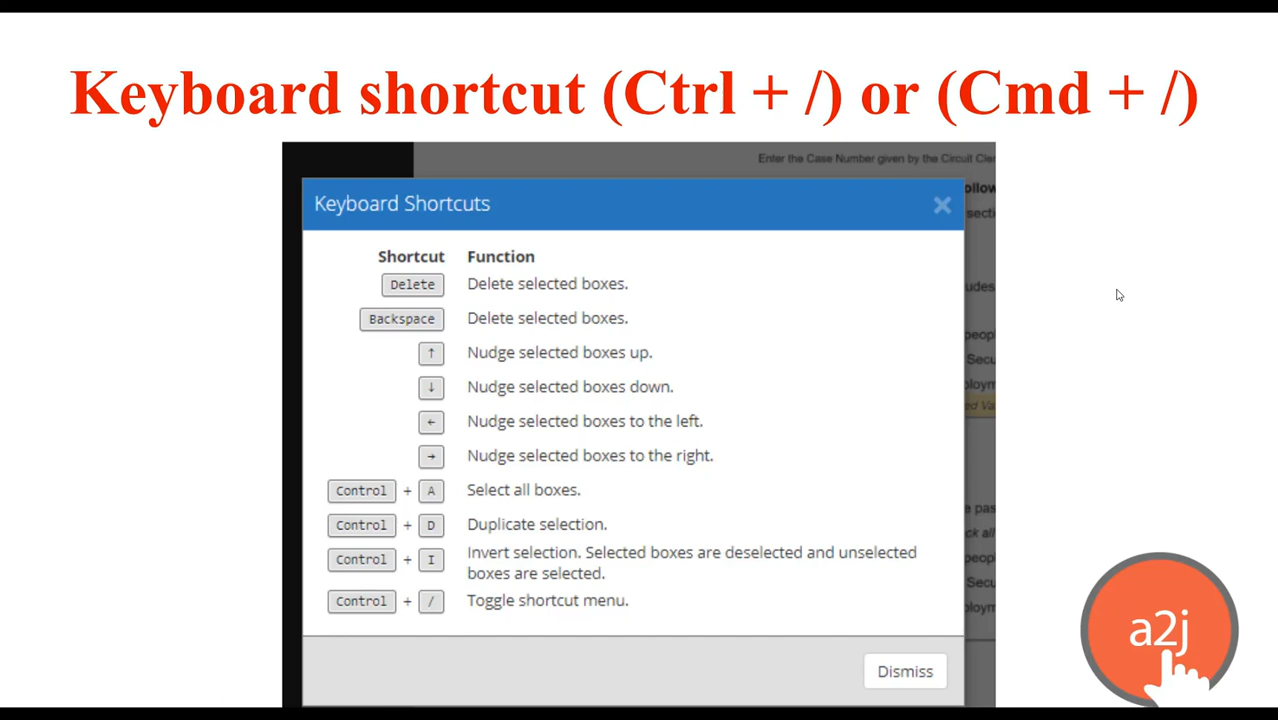 Keyboard shortcut (Ctrl + /) or (Cmd + /)
Enter the Case Number given by the Circuit
Keyboard Shortcuts
Shortcut Function
Delete Delete selected boxes.
Backspace Delete selected boxes.
↑ Nudge selected boxes up.
↓ Nudge selected boxes down.
← Nudge selected boxes to the left.
→ Nudge selected boxes to the right.
Control + A Select all boxes.
Control + D Duplicate selection.
Control + I Invert selection. Selected boxes are deselected and unselected
boxes are selected.
Control + / Toggle shortcut menu.
Dismiss
a2j